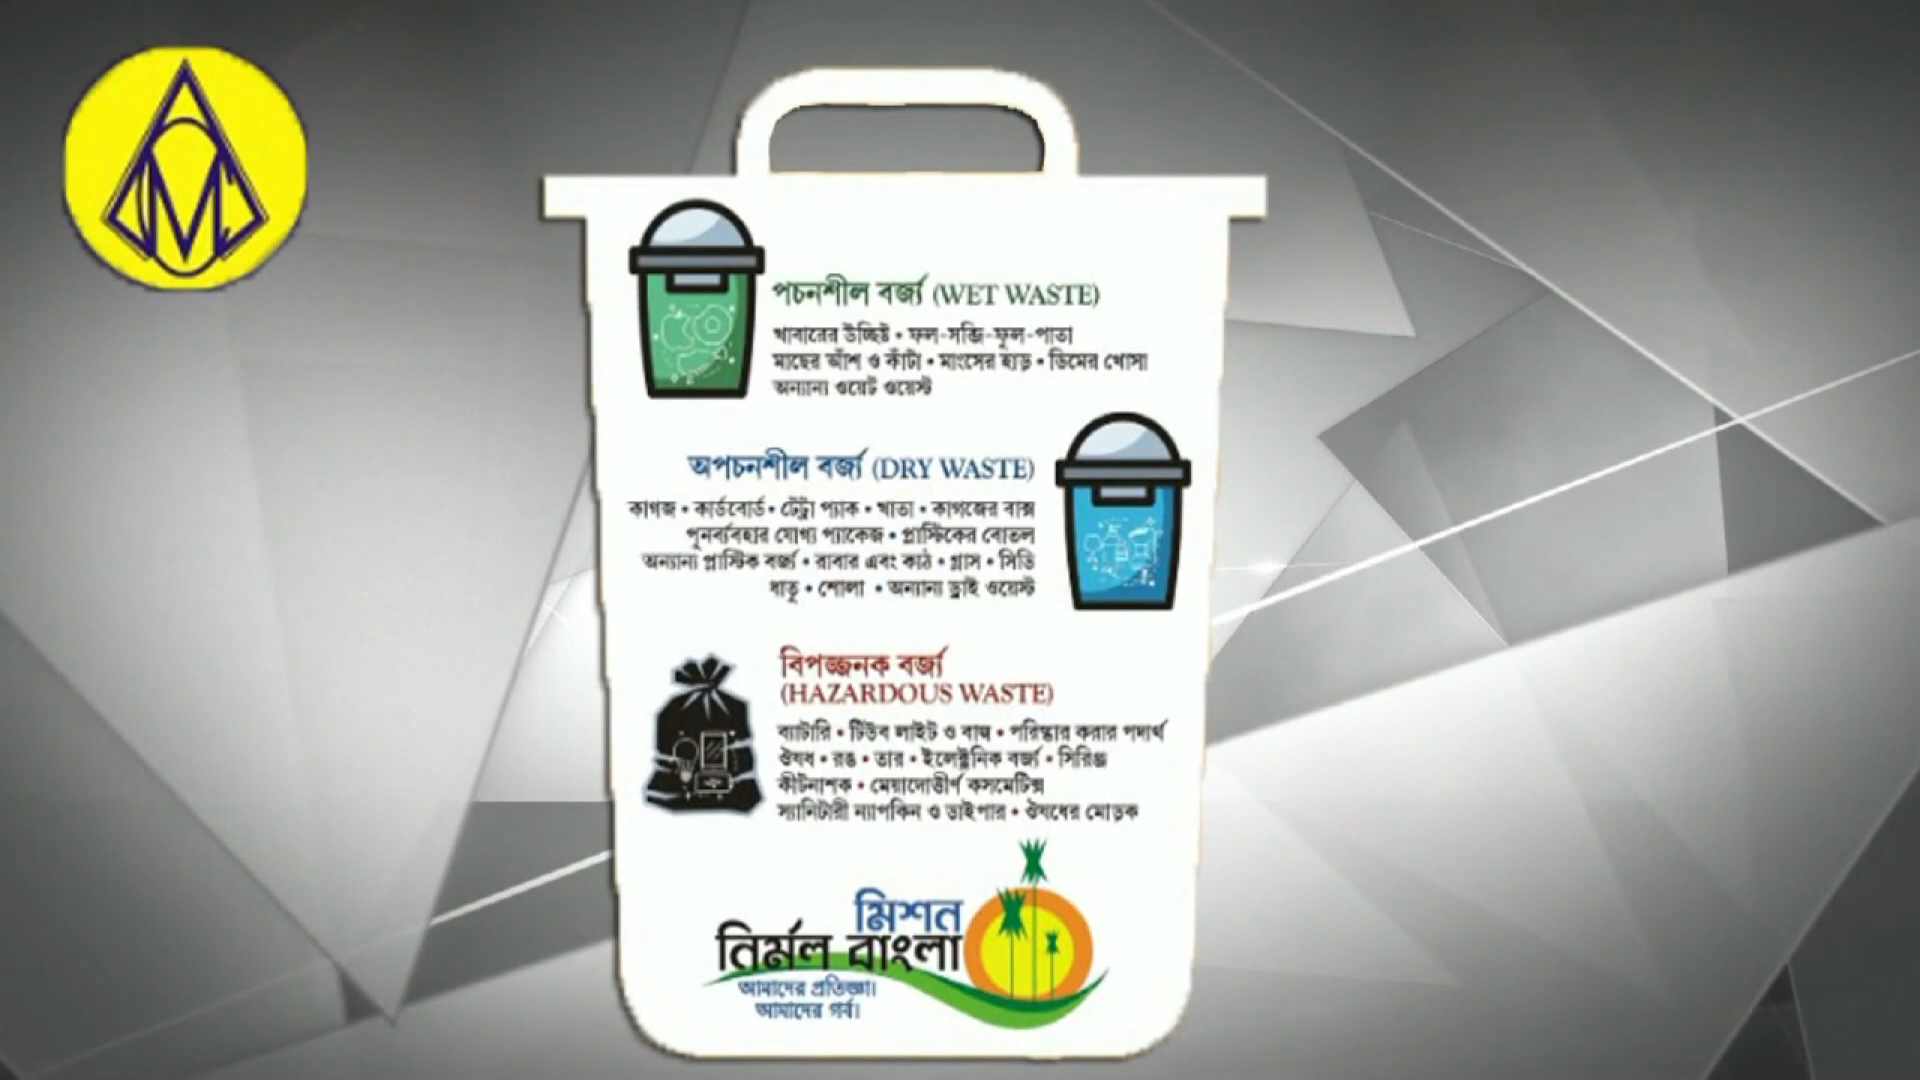 পচনশীল বর্জ্য (WET WASTE)
খাবারের উচ্ছিষ্ট • ফল-সব্জি-ফুল-পাতা
মাছের আঁশ ও কাঁটা • মাংসের হাড় • ডিমের খোসা
অন্যান্য ওয়েট ওয়েস্ট
অপচনশীল বর্জ্য (DRY WASTE)
কাগজ • কার্ডবোর্ড • টেট্রা প্যাক • খাতা • কাগজের বাক্স
পূনর্ব্যবহার যোগ্য প্যাকেজ • প্লাস্টিকের বোতল
অন্যান্য প্লাস্টিক বর্জ্য • রাবার এবং কাঠ • গ্লাস • সিডি
ধাতু • শোলা • অন্যান্য ড্রাই ওয়েস্ট
বিপজ্জনক বর্জ্য
(HAZARDOUS WASTE)
ব্যাটারি • টিউব লাইট ও বাল্ব • পরিস্কার করার পদার্থ
ঔষধ • রঙ • তার • ইলেক্ট্রনিক বর্জ্য • সিরিঞ্জ
কীটনাশক • মেয়াদোত্তীর্ণ কসমেটিক্স
স্যানিটারী ন্যাপকিন ও ডাইপার • ঔষধের মোড়ক
মিশন
নির্মল বাংলা
আমাদের প্রতিজ্ঞা।
আমাদের গর্ব।